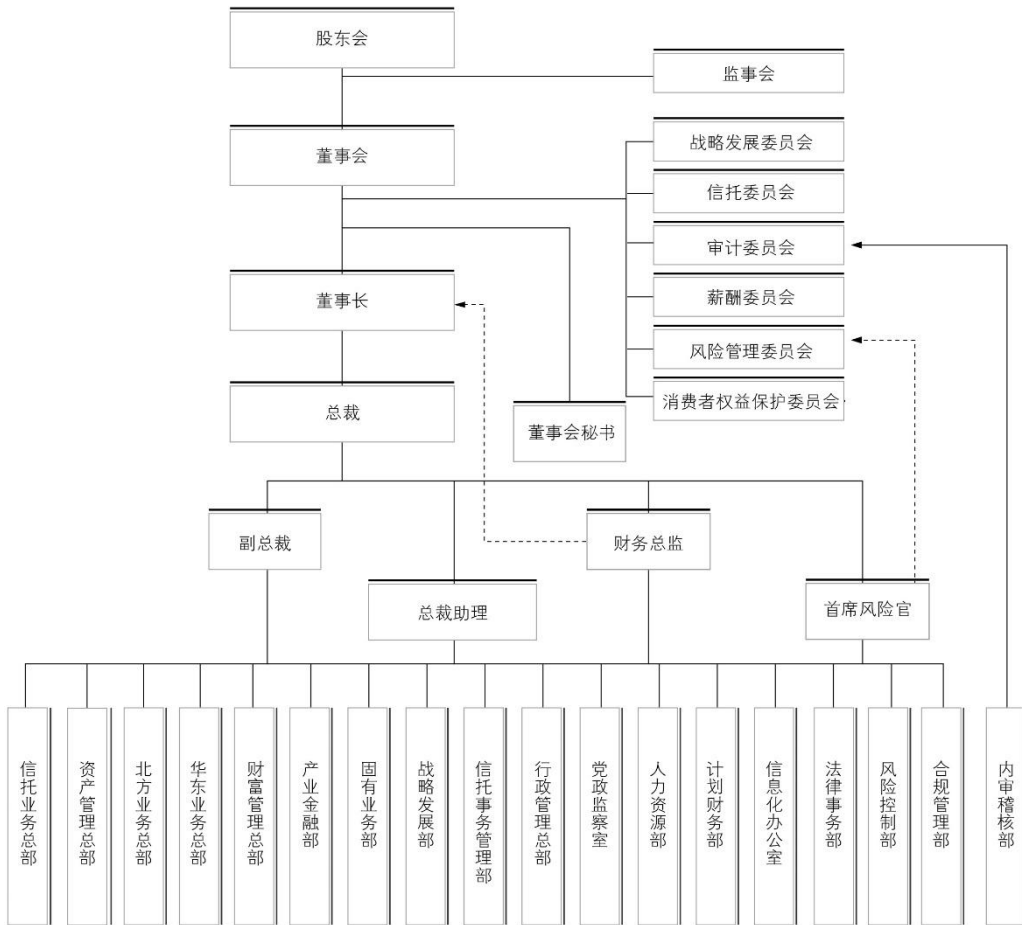 股东会
监事会
董事会
战略发展委员会
信托委员会
审计委员会
董事长
薪酬委员会
风险管理委员会
总裁
消费者权益保护委员会
董事会秘书
副总裁
财务总监
总裁助理
首席风险官
信托业务总部
资产管理总部
北方业务总部
华东业务总部
财富管理总部
产业金融部
固有业务部
战略发展部
信托事务管理部
行政管理总部
党政监察室
人力资源部
计划财务部
信息化办公室
法律事务部
风险控制部
合规管理部
内审稽核部